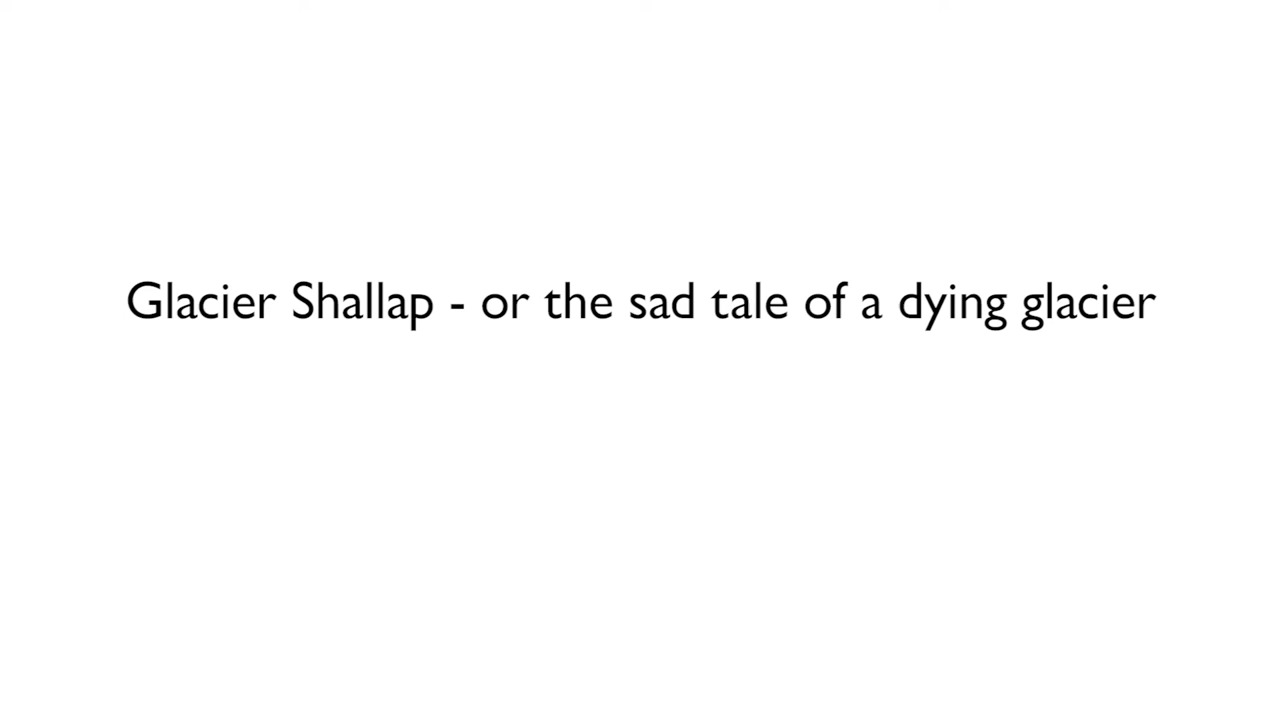 Glacier Shallap - or the sad tale of a dying glacier